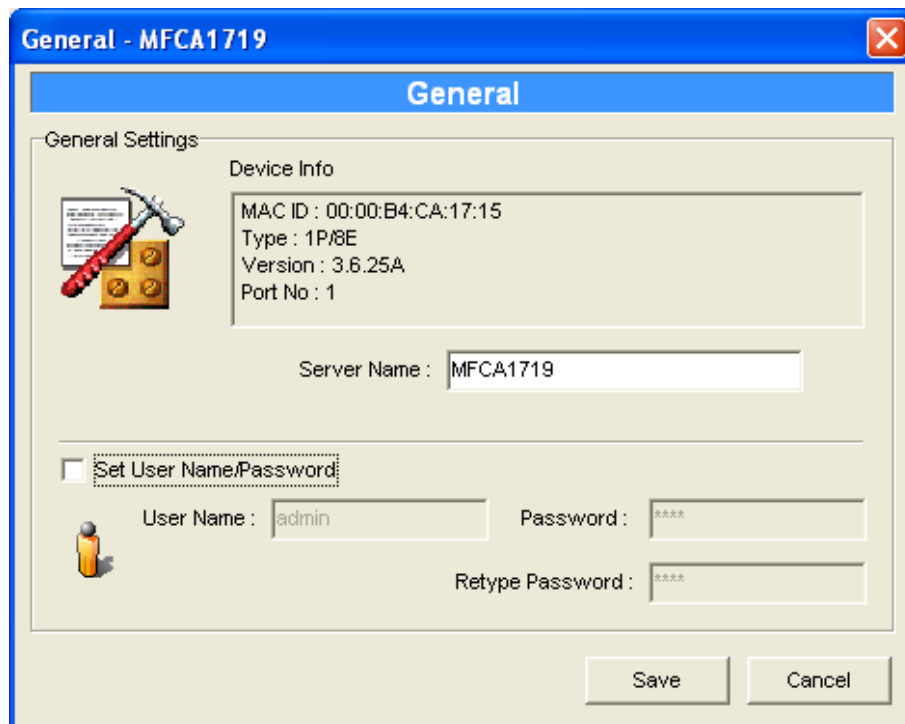 General - MFCA1719
General
General Settings
Device Info
MAC ID : 00:00:B4:CA:17:15
Type : 1P/8E
Version : 3.6.25A
Port No : 1
Server Name : MFCA1719
Set User Name/Password
User Name : admin Password : ****
Retype Password : ****
Save Cancel